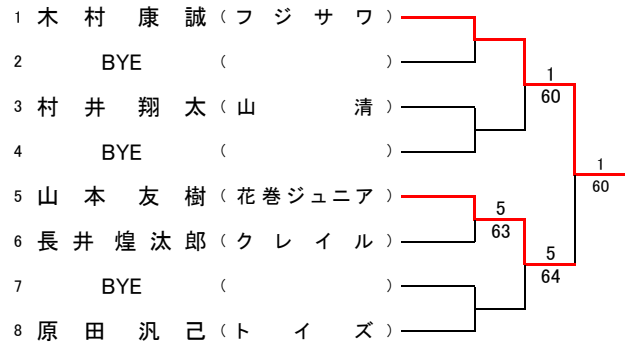 1 木村 康誠 (フジサワ)
2 BYE ( )
1
60
3 村井 翔太 (山清)
4 BYE ( )
1
60
5 山本 友樹 (花巻ジュニア)
5
63
6 長井 煌汰郎 (クレイル)
5
64
7 BYE ( )
8 原田 汎己 (トイズ)